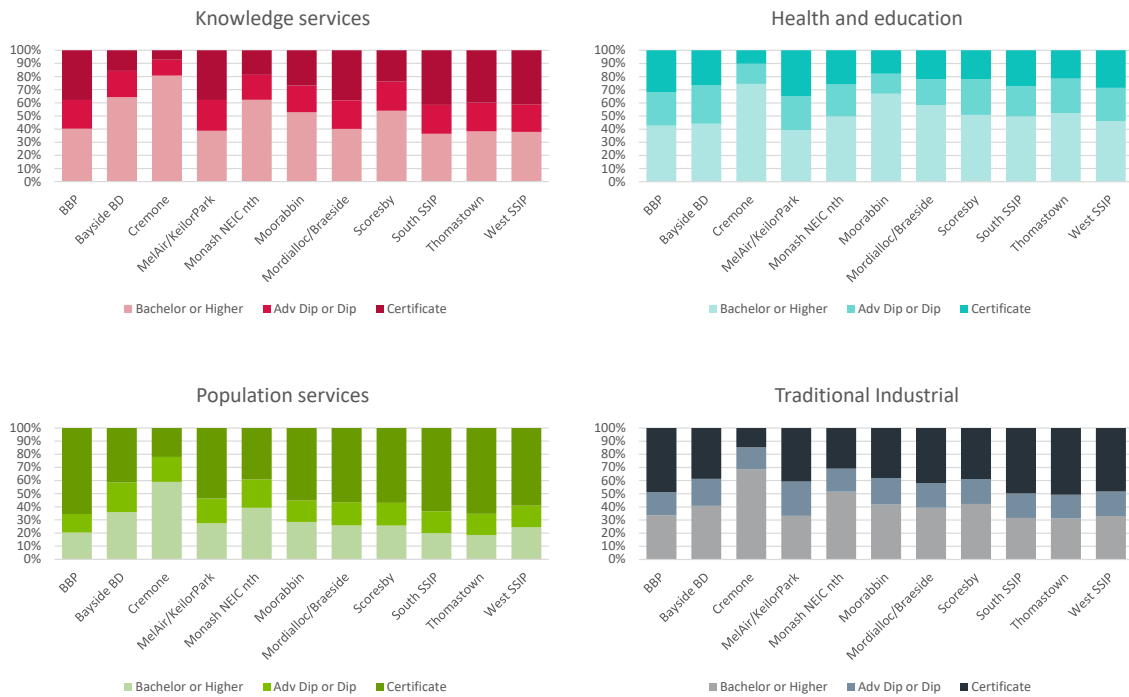 Knowledge services
100%
90%
80%
70%
60%
50%
40%
30%
20%
10%
0%
BBP
Bayside BD
Cremone
MelAir/KeilorPark
Monash NEIC nth
Moorabbin
Mordialloc/Braeside
Scoresby
South SSIP
Thomastown
West SSIP
Bachelor or Higher Adv Dip or Dip Certificate
Health and education
100%
90%
80%
70%
60%
50%
40%
30%
20%
10%
0%
BBP
Bayside BD
Cremone
MelAir/KeilorPark
Monash NEIC nth
Moorabbin
Mordialloc/Braeside
Scoresby
South SSIP
Thomastown
West SSIP
Bachelor or Higher Adv Dip or Dip Certificate
Population services
100%
90%
80%
70%
60%
50%
40%
30%
20%
10%
0%
BBP
Bayside BD
Cremone
MelAir/KeilorPark
Monash NEIC nth
Moorabbin
Mordialloc/Braeside
Scoresby
South SSIP
Thomastown
West SSIP
Bachelor or Higher Adv Dip or Dip Certificate
Traditional Industrial
100%
90%
80%
70%
60%
50%
40%
30%
20%
10%
0%
BBP
Bayside BD
Cremone
MelAir/KeilorPark
Monash NEIC nth
Moorabbin
Mordialloc/Braeside
Scoresby
South SSIP
Thomastown
West SSIP
Bachelor or Higher Adv Dip or Dip Certificate